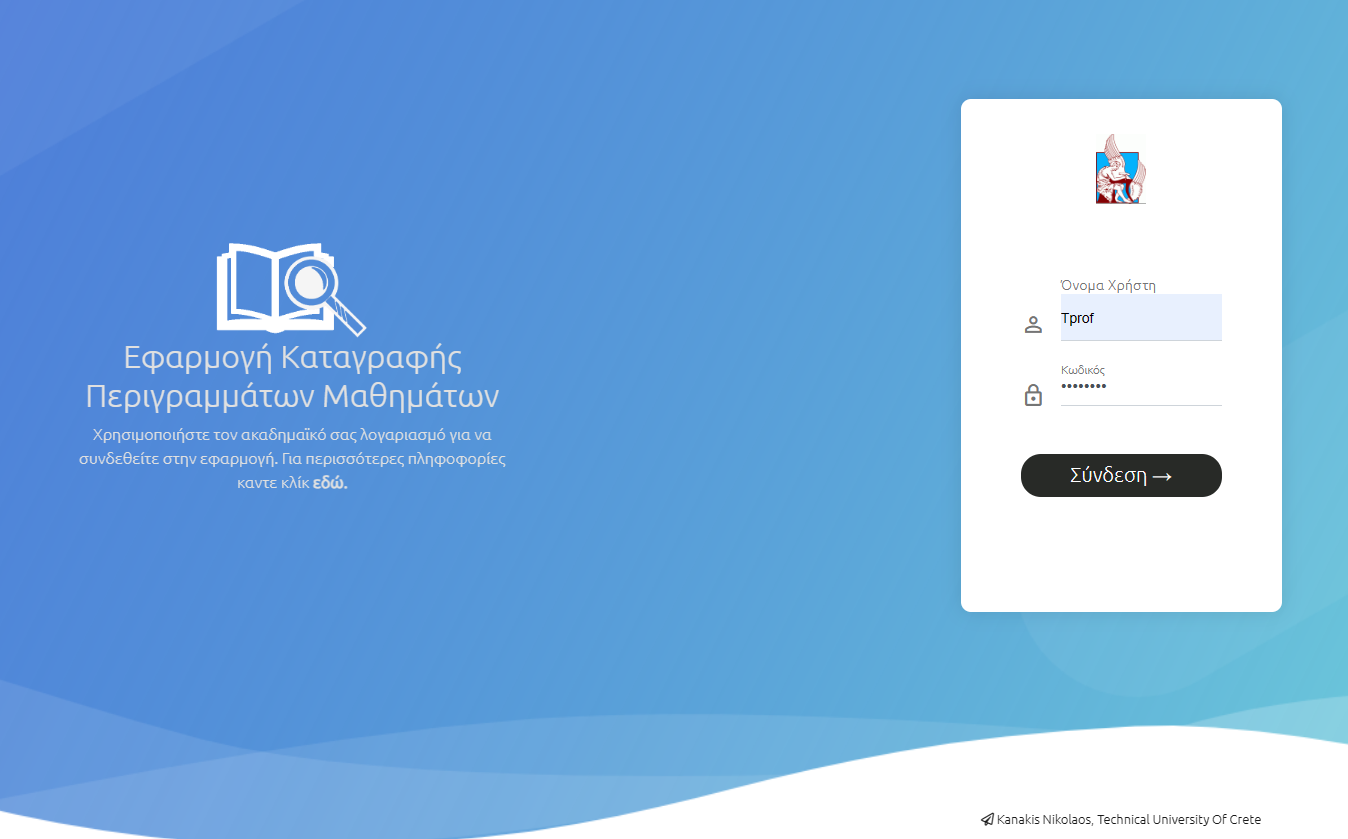 Εφαρμογή Καταγραφής
Περιγραμμάτων Μαθημάτων
Χρησιμοποιήστε τον ακαδημαϊκό σας λογαριασμό για να
συνδεθείτε στην εφαρμογή. Για περισσότερες πληφοφορίες
καντε κλίκ εδώ.
Όνομα Χρήστη
Tprof
Κωδικός
••••••••
Σύνδεση →
Kanakis Nikolaos, Technical University Of Crete